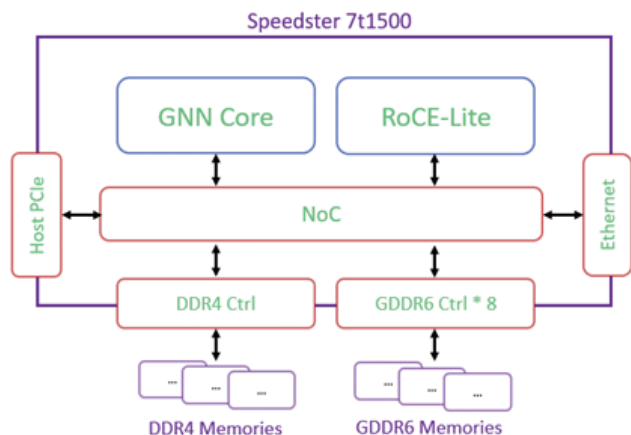 Speedster 7t1500
GNN Core
RoCE-Lite
Host PCIe
NoC
Ethernet
DDR4 Ctrl
GDDR6 Ctrl * 8
... ... ...
... ... ...
DDR4 Memories
GDDR6 Memories